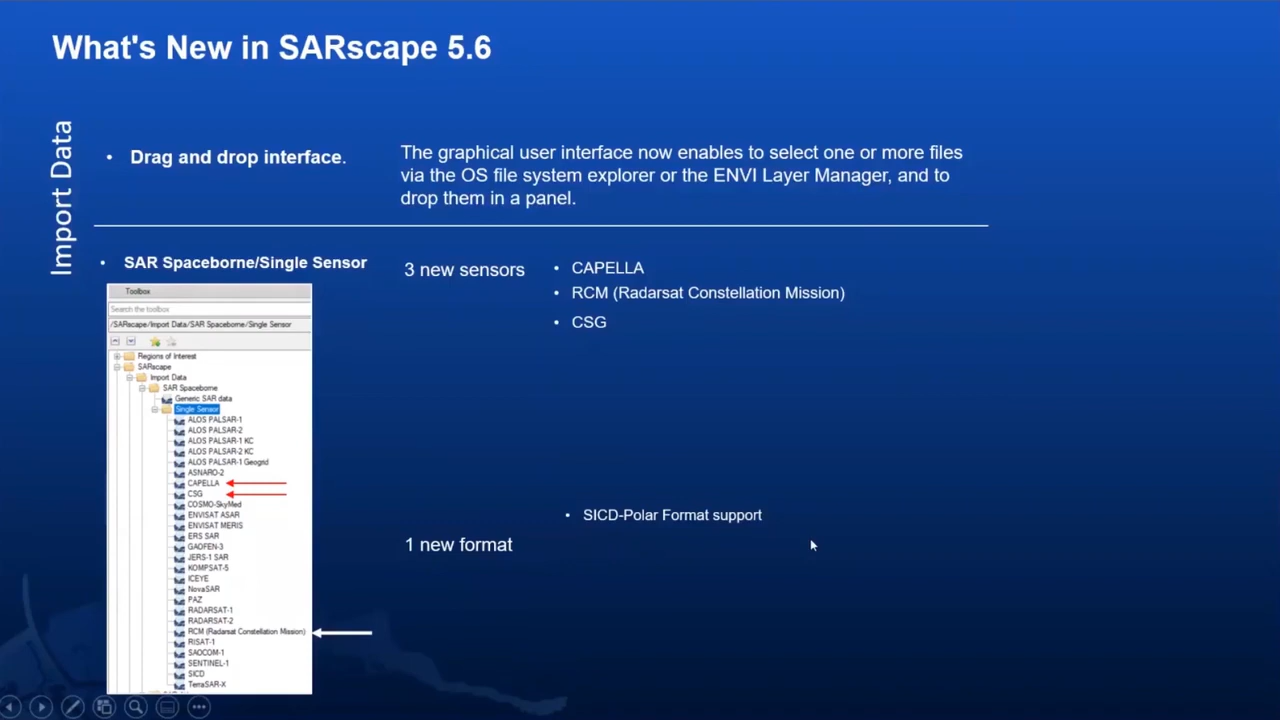 What's New in SARscape 5.6
Import Data
• Drag and drop interface.
The graphical user interface now enables to select one or more files
via the OS file system explorer or the ENVI Layer Manager, and to
drop them in a panel.
• SAR Spaceborne/Single Sensor
3 new sensors
• CAPELLA
• RCM (Radarsat Constellation Mission)
• CSG
Toolbox
Search the toolbox
/SARscape/Import Data/SAR Spaceborne/Single Sensor
Regions of Interest
SARscape
Import Data
SAR Spaceborne
Generic SAR data
Single Sensor
ALOS PALSAR-1
ALOS PALSAR-2
ALOS PALSAR-1 KC
ALOS PALSAR-2 KC
ALOS PALSAR-1 Geogrid
ASNARO-2
CAPELLA
CSG
COSMO-SkyMed
ENVISAT ASAR
ENVISAT MERIS
ERS SAR
GAOFEN-3
JERS-1 SAR
KOMPSAT-5
ICEYE
NovaSAR
PAZ
RADARSAT-1
RADARSAT-2
RCM (Radarsat Constellation Mission)
RISAT-1
SAOCOM-1
SENTINEL-1
SICD
TerraSAR-X
1 new format
• SICD-Polar Format support